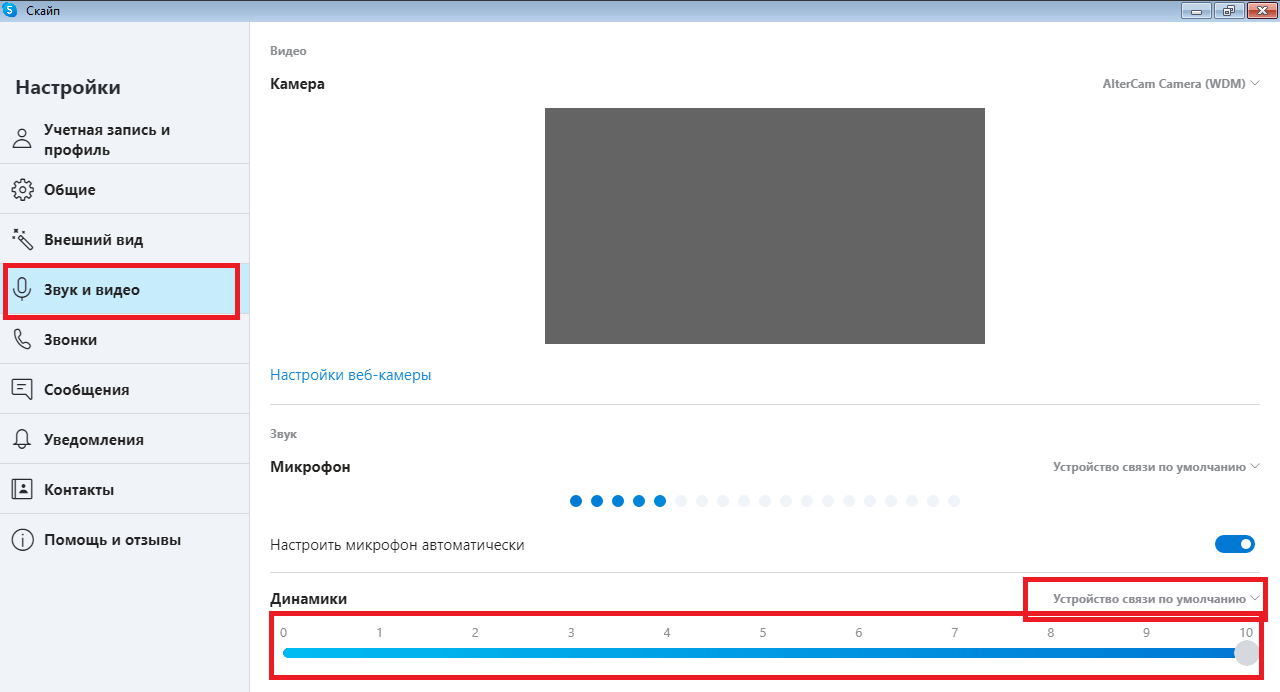 Скайп
Настройки
Учетная запись и
профиль
Общие
Внешний вид
Звук и видео
Звонки
Сообщения
Уведомления
Контакты
Помощь и отзывы
Видео
Камера
AlterCam Camera (WDM)
Настройки веб-камеры
Звук
Микрофон
Устройство связи по умолчанию
Настроить микрофон автоматически
Динамики
Устройство связи по умолчанию
0 1 2 3 4 5 6 7 8 9 10